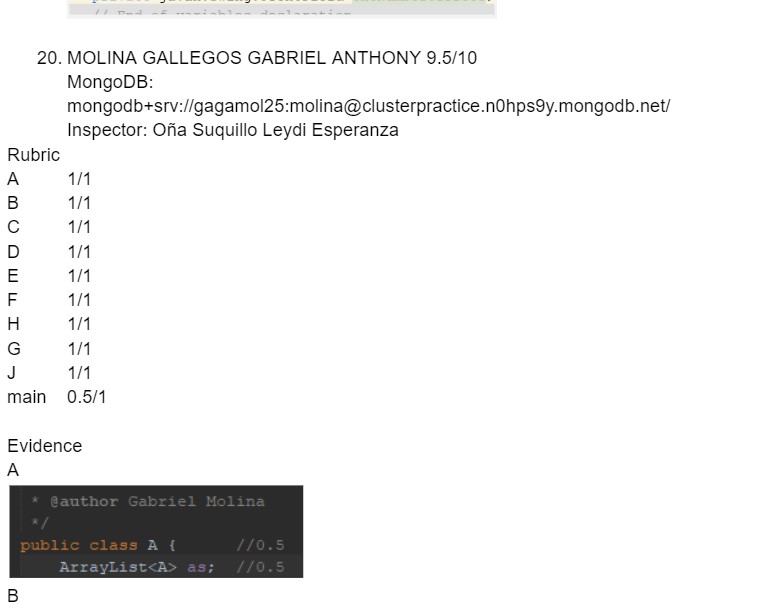 // End of variables declaration
20. MOLINA GALLEGOS GABRIEL ANTHONY 9.5/10
MongoDB:
mongodb+srv://gagamol25:molina@clusterpractice.n0hps9y.mongodb.net/
Inspector: Oña Suquillo Leydi Esperanza
Rubric
A 1/1
B 1/1
C 1/1
D 1/1
E 1/1
F 1/1
H 1/1
G 1/1
J 1/1
main 0.5/1
Evidence
A
* @author Gabriel Molina
*/
public class A { //0.5
ArrayList<A> as; //0.5
B